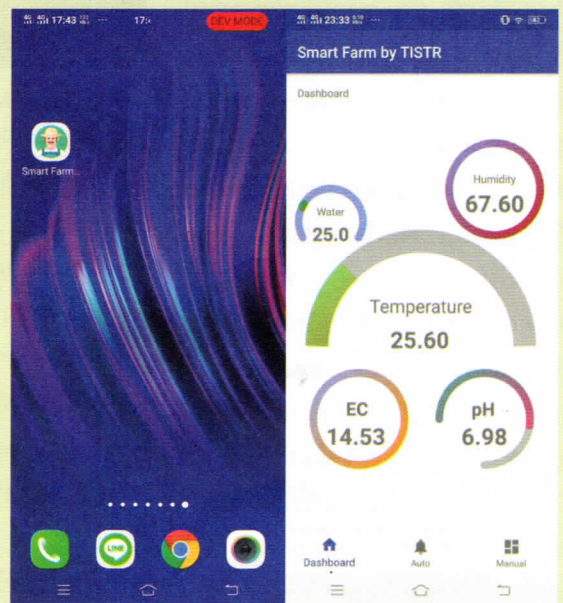 17:43
DEV MODE
Smart Farm...
LINE
23:33
Smart Farm by TISTR
Dashboard
Humidity
67.60
Water
25.0
Temperature
25.60
EC
14.53
pH
6.98
Dashboard
Auto
Manual